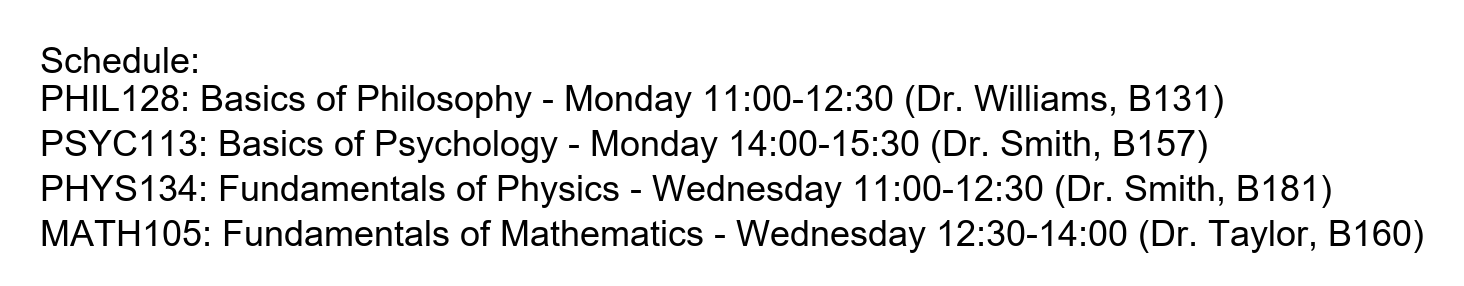 Schedule:
PHIL128: Basics of Philosophy - Monday 11:00-12:30 (Dr. Williams, B131)
PSYC113: Basics of Psychology - Monday 14:00-15:30 (Dr. Smith, B157)
PHYS134: Fundamentals of Physics - Wednesday 11:00-12:30 (Dr. Smith, B181)
MATH105: Fundamentals of Mathematics - Wednesday 12:30-14:00 (Dr. Taylor, B160)